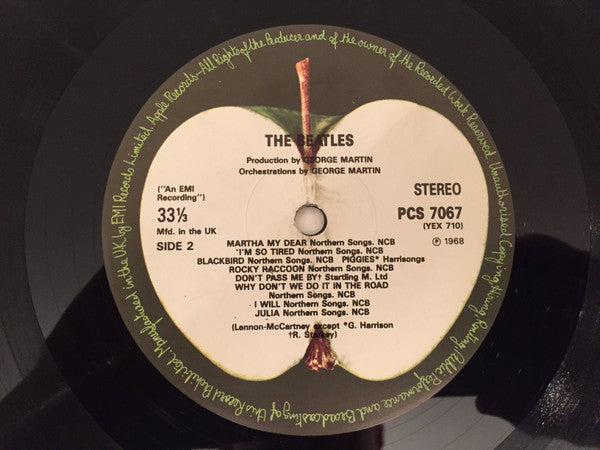 THE BEATLES
Production by GEORGE MARTIN
Orchestrations by GEORGE MARTIN
("An EMI
Recording")
33⅓
Mfd. in the UK
SIDE 2
STEREO
PCS 7067
(YEX 710)
℗ 1968
MARTHA MY DEAR Northern Songs. NCB
*I'M SO TIRED Northern Songs. NCB
BLACKBIRD Northern Songs. NCB PIGGIES* Harrisongs
ROCKY RACCOON Northern Songs. NCB
DON'T PASS ME BY† Startling M. Ltd
WHY DON'T WE DO IT IN THE ROAD
Northern Songs. NCB
I WILL Northern Songs. NCB
JULIA Northern Songs. NCB
(Lennon-McCartney except *G. Harrison
†R. Starkey)
Manufactured in the UK by EMI Records Limited. Apple Records—All Rights of the Producer and of the owner of the Recorded Work Reserved. Unauthorised Copying, Hiring, Renting, Public Performance and Broadcasting of this Record Prohibited.